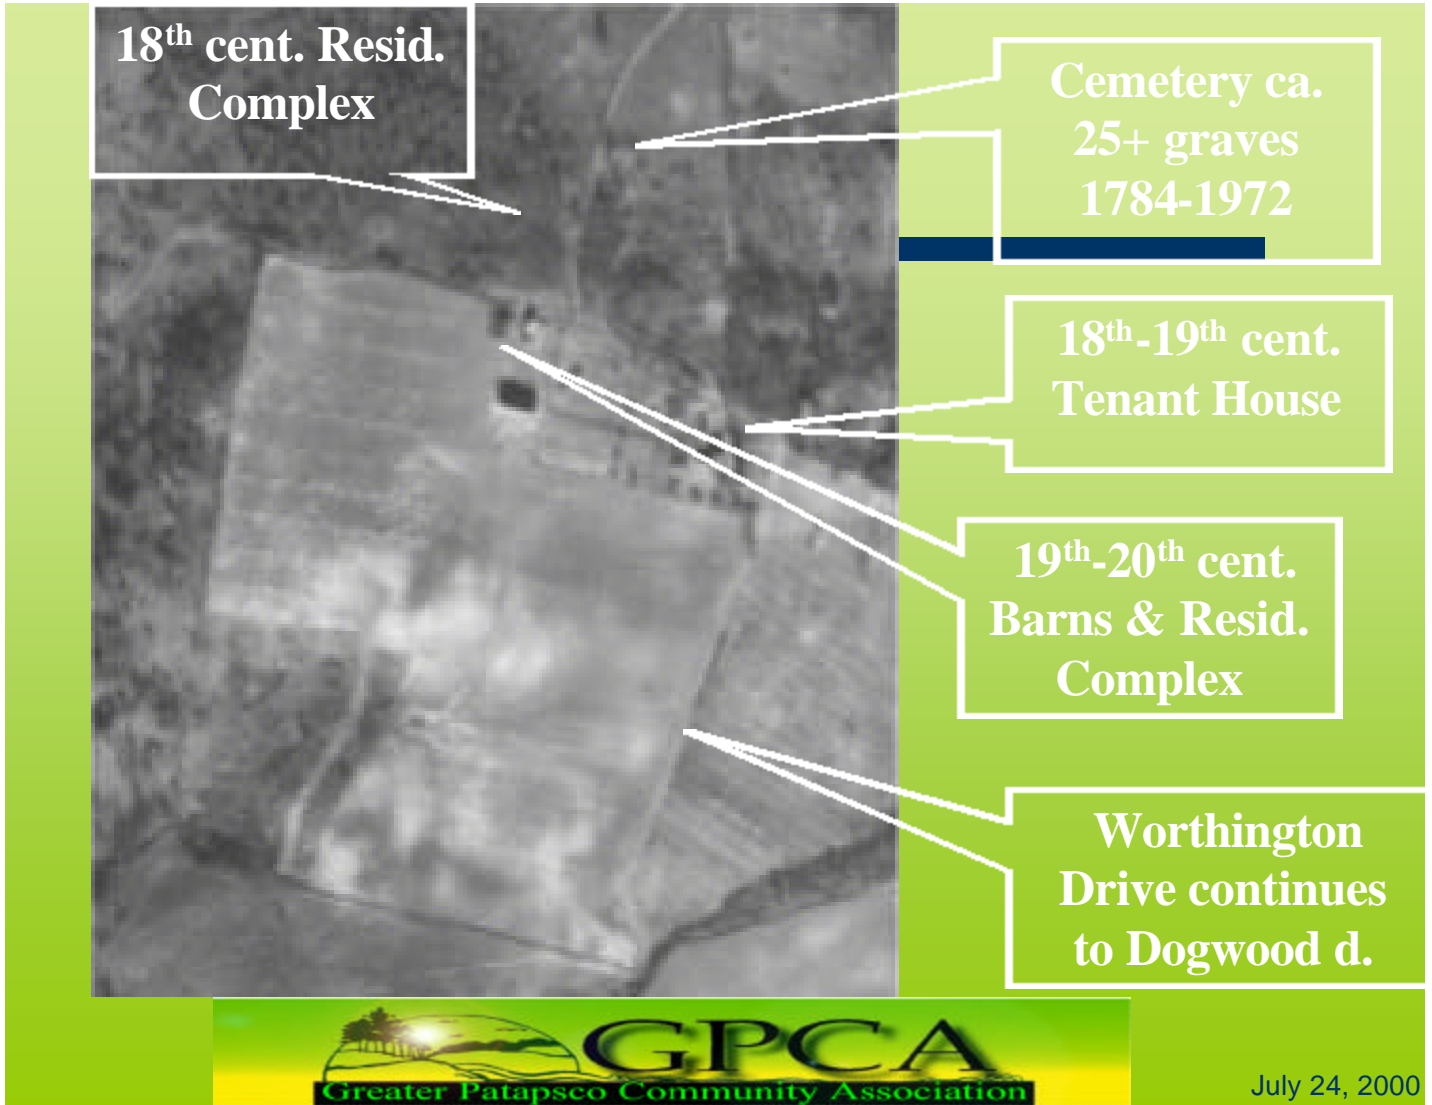 18th cent. Resid.
Complex
Cemetery ca.
25+ graves
1784-1972
18th-19th cent.
Tenant House
19th-20th cent.
Barns & Resid.
Complex
Worthington
Drive continues
to Dogwood d.
GPCA
Greater Patapsco Community Association
July 24, 2000